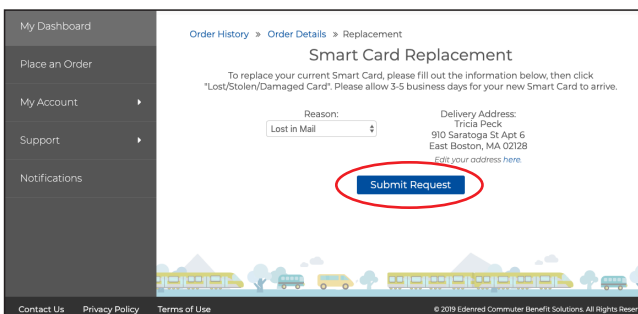 My Dashboard
Place an Order
My Account
Support
Notifications
Order History » Order Details » Replacement
Smart Card Replacement
To replace your current Smart Card, please fill out the information below, then click
"Lost/Stolen/Damaged Card". Please allow 3-5 business days for your new Smart Card to arrive.
Reason:
Lost in Mail
Delivery Address:
Tricia Peck
910 Saratoga St Apt 6
East Boston, MA 02128
Edit your address here.
Submit Request
Contact Us Privacy Policy Terms of Use © 2019 Edenred Commuter Benefit Solutions. All Rights Reser